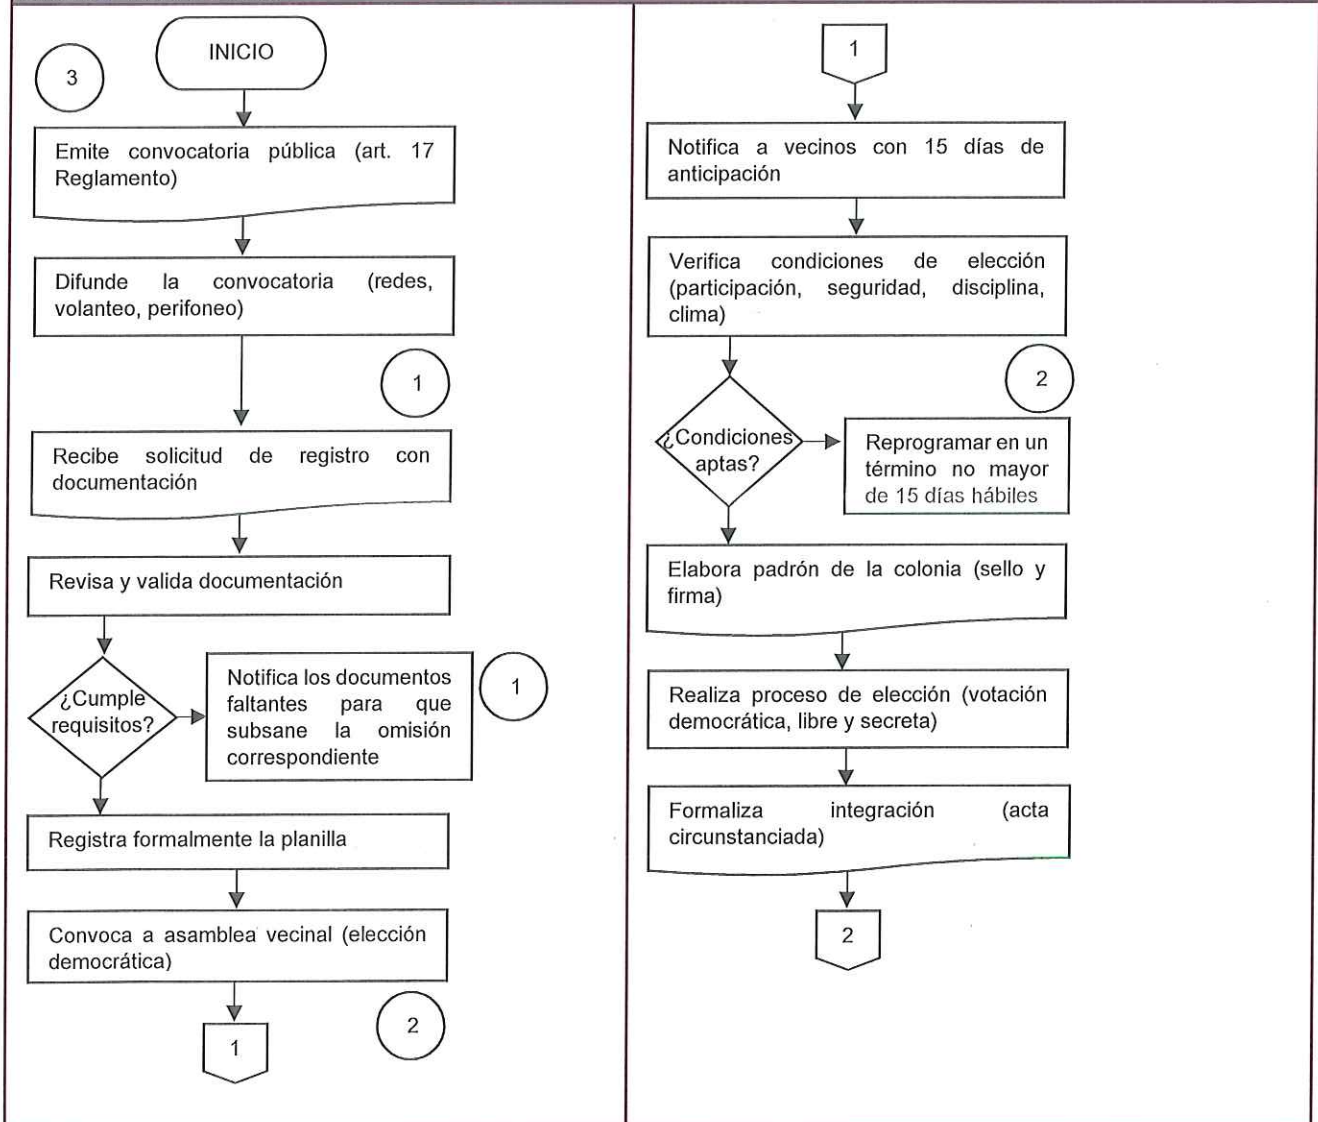 INICIO
3
Emite convocatoria pública (art. 17
Reglamento)
Difunde la convocatoria (redes,
volanteo, perifoneo)
1
Recibe solicitud de registro con
documentación
Revisa y valida documentación
¿Cumple
requisitos?
Notifica los documentos
faltantes para que
subsane la omisión
correspondiente
1
Registra formalmente la planilla
Convoca a asamblea vecinal (elección
democrática)
2
1
1
Notifica a vecinos con 15 días de
anticipación
Verifica condiciones de elección
(participación, seguridad, disciplina,
clima)
2
¿Condiciones
aptas?
Reprogramar en un
término no mayor
de 15 días hábiles
Elabora padrón de la colonia (sello y
firma)
Realiza proceso de elección (votación
democrática, libre y secreta)
Formaliza integración (acta
circunstanciada)
2